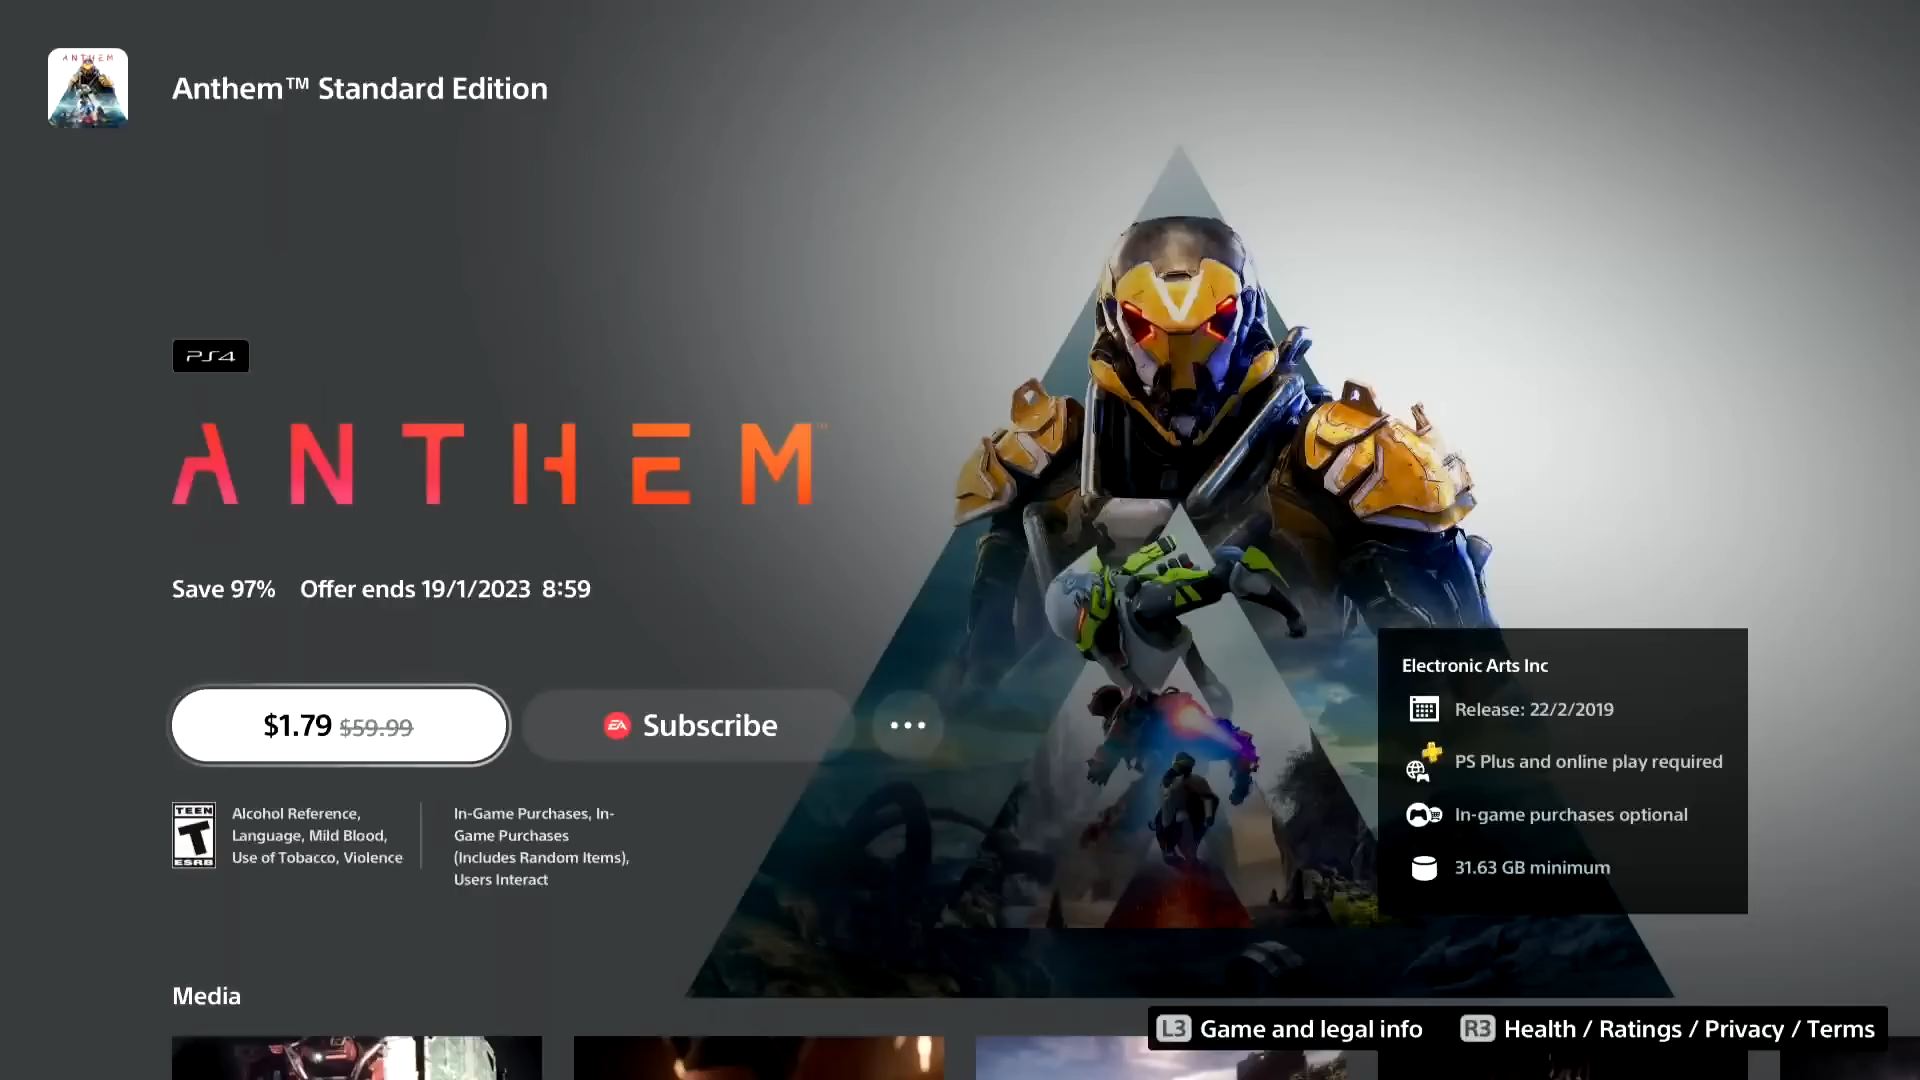 ANTHEM
Anthem™ Standard Edition
PS4
ANTHEM™
Save 97% Offer ends 19/1/2023 8:59
$1.79 $59.99
EA Subscribe
TEEN
T
ESRB
Alcohol Reference,
Language, Mild Blood,
Use of Tobacco, Violence
In-Game Purchases, In-
Game Purchases
(Includes Random Items),
Users Interact
Electronic Arts Inc
Release: 22/2/2019
PS Plus and online play required
In-game purchases optional
31.63 GB minimum
Media
L3 Game and legal info R3 Health / Ratings / Privacy / Terms